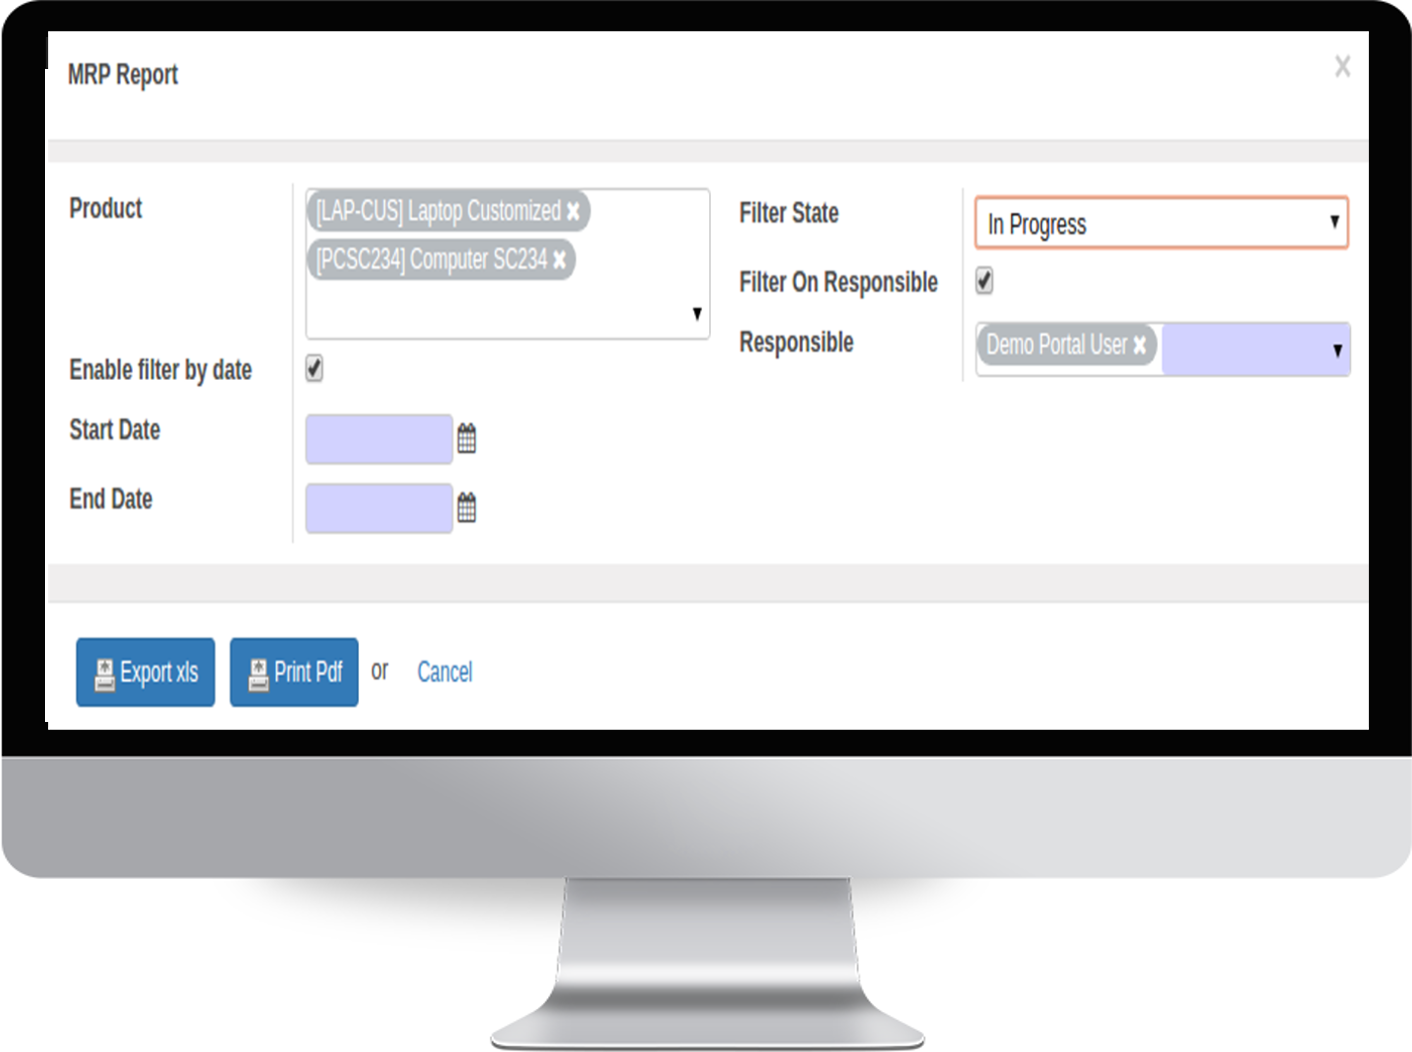 MRP Report
Product
[LAP-CUS] Laptop Customized
[PCSC234] Computer SC234
Enable filter by date
Start Date
End Date
Filter State
In Progress
Filter On Responsible
Responsible
Demo Portal User
Export xls
Print Pdf
or
Cancel